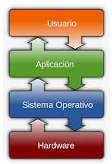 Usuario
Aplicación
Sistema Operativo
Hardware